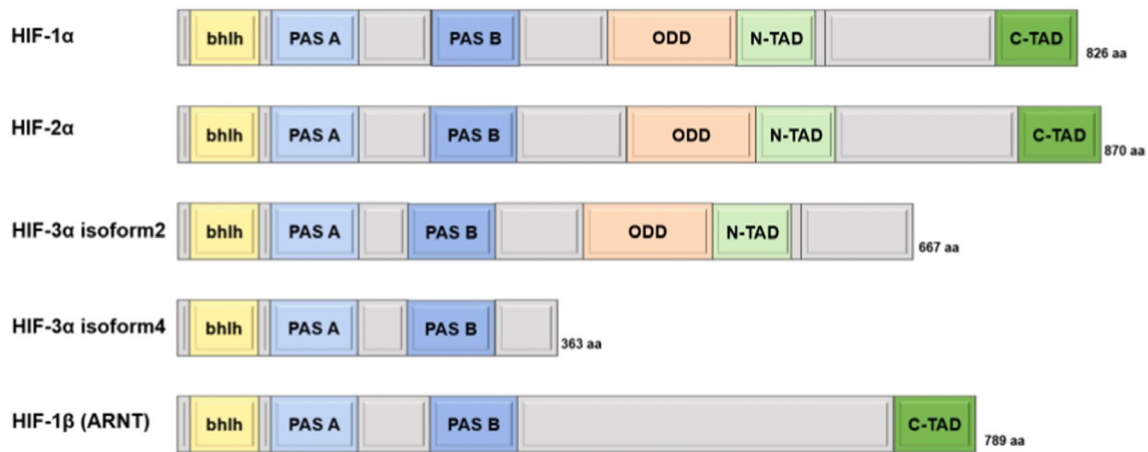 HIF-1α bhlh PAS A PAS B ODD N-TAD C-TAD 826 aa
HIF-2α bhlh PAS A PAS B ODD N-TAD C-TAD 870 aa
HIF-3α isoform2 bhlh PAS A PAS B ODD N-TAD 667 aa
HIF-3α isoform4 bhlh PAS A PAS B 363 aa
HIF-1β (ARNT) bhlh PAS A PAS B C-TAD 789 aa